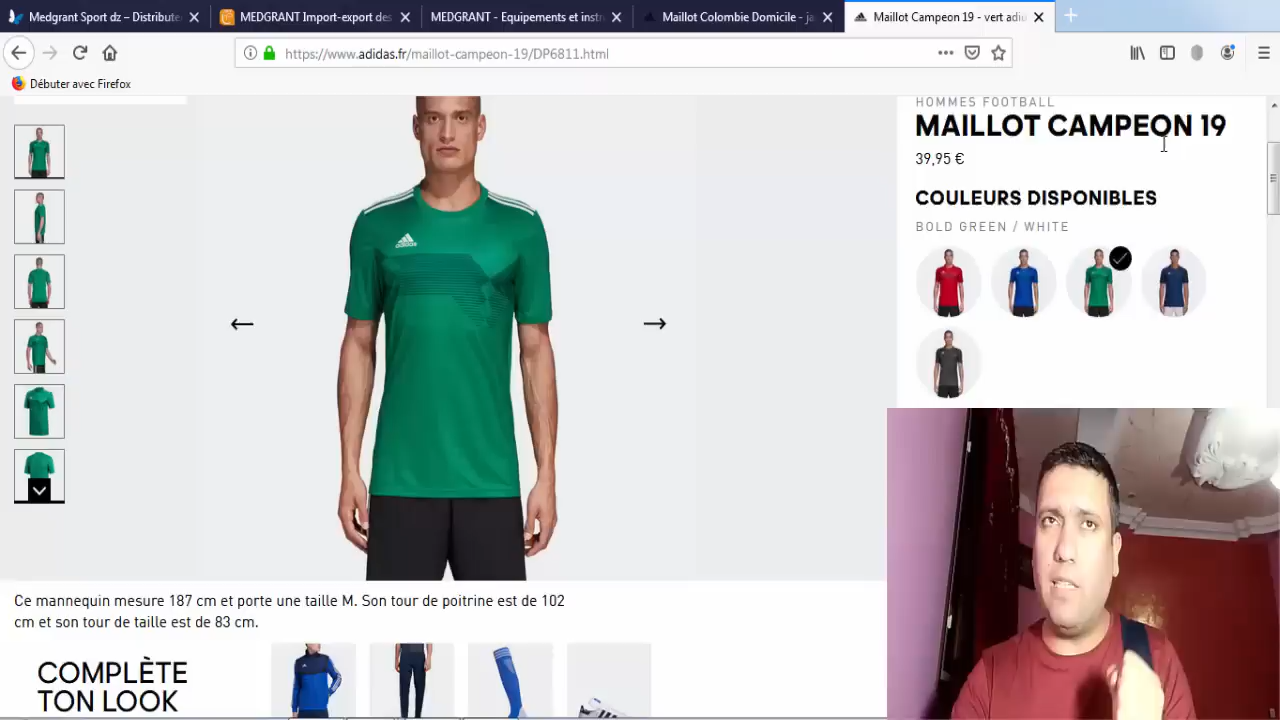 Medgrant Sport dz – Distribute
MEDGRANT Import-export des
MEDGRANT - Equipements et instr
Maillot Colombie Domicile - ja
Maillot Campeon 19 - vert adid
https://www.adidas.fr/maillot-campeon-19/DP6811.html
Débuter avec Firefox
HOMMES FOOTBALL
MAILLOT CAMPEON 19
39,95 €
COULEURS DISPONIBLES
BOLD GREEN / WHITE
adidas
Ce mannequin mesure 187 cm et porte une taille M. Son tour de poitrine est de 102
cm et son tour de taille est de 83 cm.
COMPLÈTE
TON LOOK